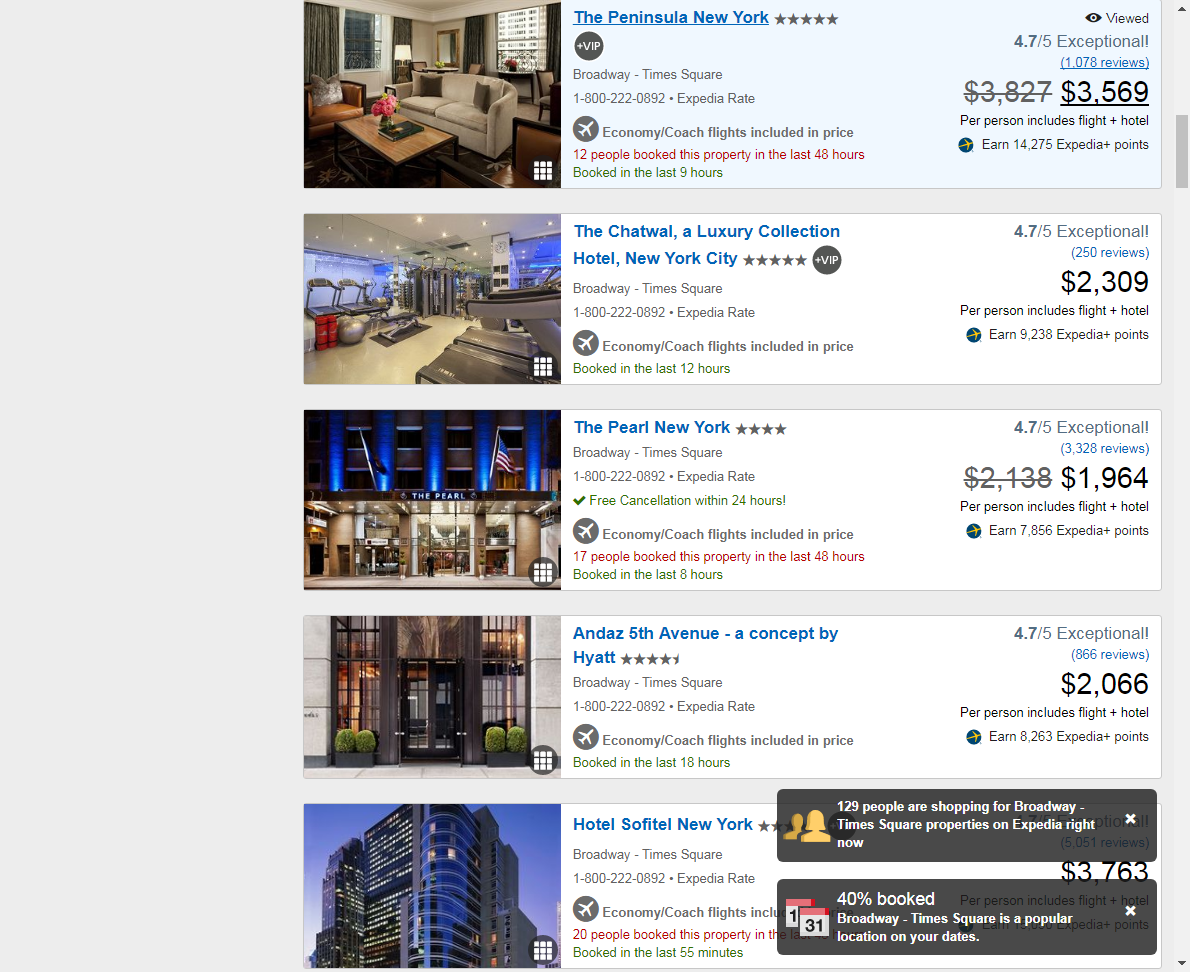 The Peninsula New York
+VIP
Broadway - Times Square
1-800-222-0892 • Expedia Rate
Economy/Coach flights included in price
12 people booked this property in the last 48 hours
Booked in the last 9 hours
Viewed
4.7/5 Exceptional!
(1,078 reviews)
$3,827 $3,569
Per person includes flight + hotel
Earn 14,275 Expedia+ points
The Chatwal, a Luxury Collection
Hotel, New York City +VIP
Broadway - Times Square
1-800-222-0892 • Expedia Rate
Economy/Coach flights included in price
Booked in the last 12 hours
4.7/5 Exceptional!
(250 reviews)
$2,309
Per person includes flight + hotel
Earn 9,238 Expedia+ points
THE PEARL
The Pearl New York
Broadway - Times Square
1-800-222-0892 • Expedia Rate
Free Cancellation within 24 hours!
Economy/Coach flights included in price
17 people booked this property in the last 48 hours
Booked in the last 8 hours
4.7/5 Exceptional!
(3,328 reviews)
$2,138 $1,964
Per person includes flight + hotel
Earn 7,856 Expedia+ points
Andaz 5th Avenue - a concept by
Hyatt
Broadway - Times Square
1-800-222-0892 • Expedia Rate
Economy/Coach flights included in price
Booked in the last 18 hours
4.7/5 Exceptional!
(866 reviews)
$2,066
Per person includes flight + hotel
Earn 8,263 Expedia+ points
Hotel Sofitel New York
Broadway - Times Square
1-800-222-0892 • Expedia Rate
Economy/Coach flights
20 people booked this property in the
Booked in the last 55 minutes
(5,051 reviews)
$3,763
Per person includes flight + hotel
129 people are shopping for Broadway -
Times Square properties on Expedia right
now
1
31
40% booked
Broadway - Times Square is a popular
location on your dates.